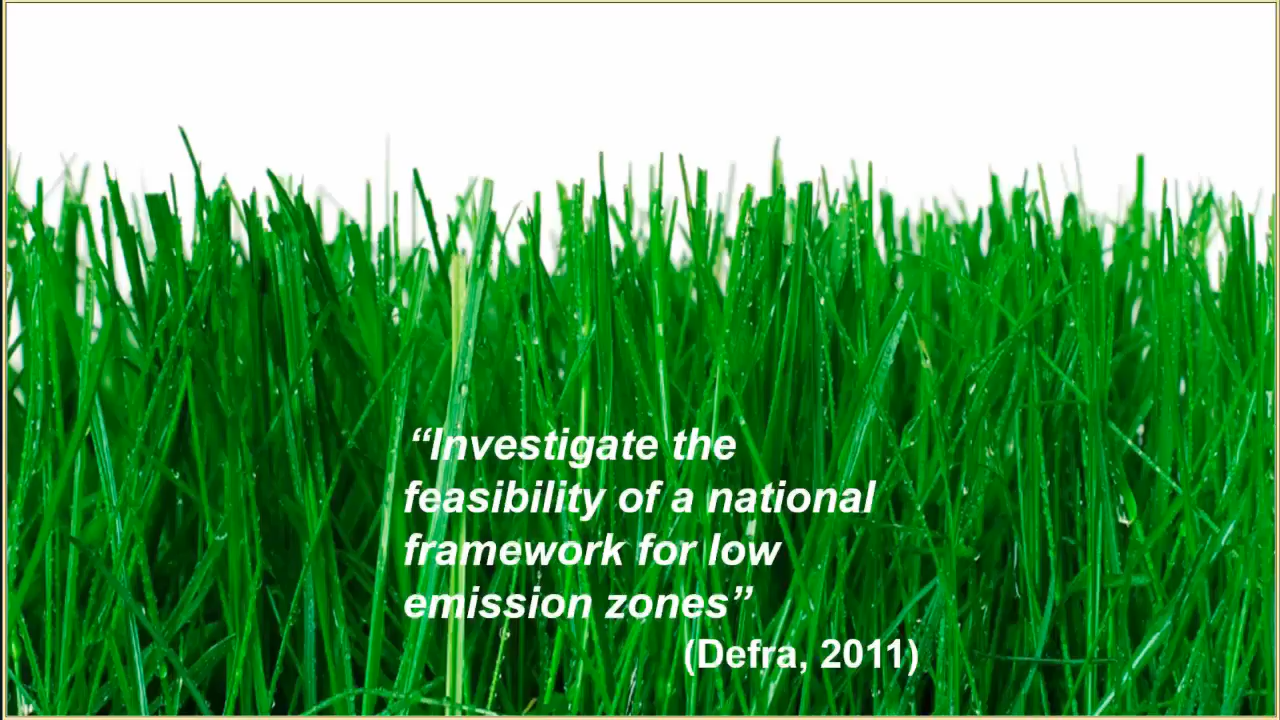 “Investigate the
feasibility of a national
framework for low
emission zones”
(Defra, 2011)